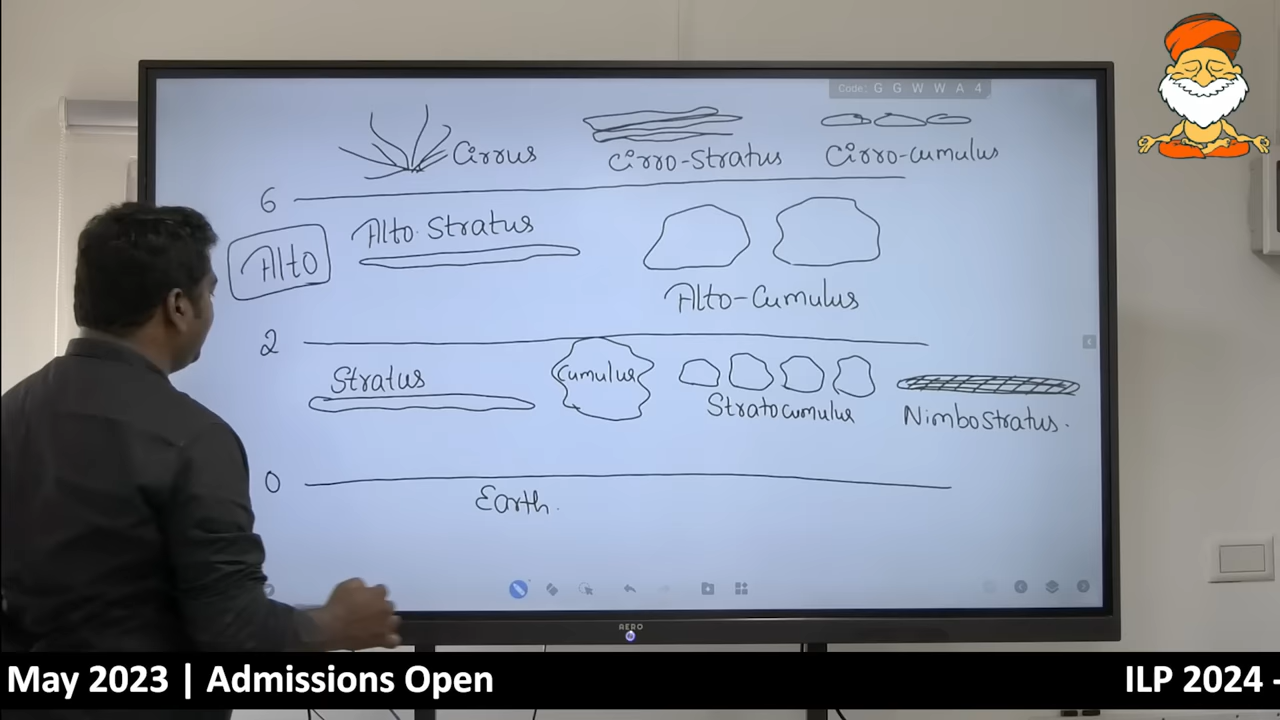 Code: G G W W A 4
Cirrus
Cirro-Stratus
Cirro-cumulus
6
Alto
Alto Stratus
Alto-Cumulus
2
Stratus
Cumulus
Stratocumulus
Nimbostratus.
0
Earth.
AERO
May 2023 | Admissions Open
ILP 2024 -